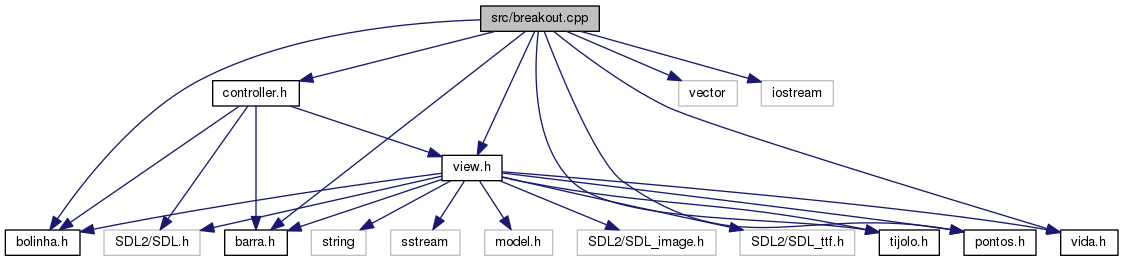 src/breakout.cpp
controller.h
vector
iostream
view.h
bolinha.h
SDL2/SDL.h
barra.h
string
sstream
model.h
SDL2/SDL_image.h
SDL2/SDL_ttf.h
tijolo.h
pontos.h
vida.h